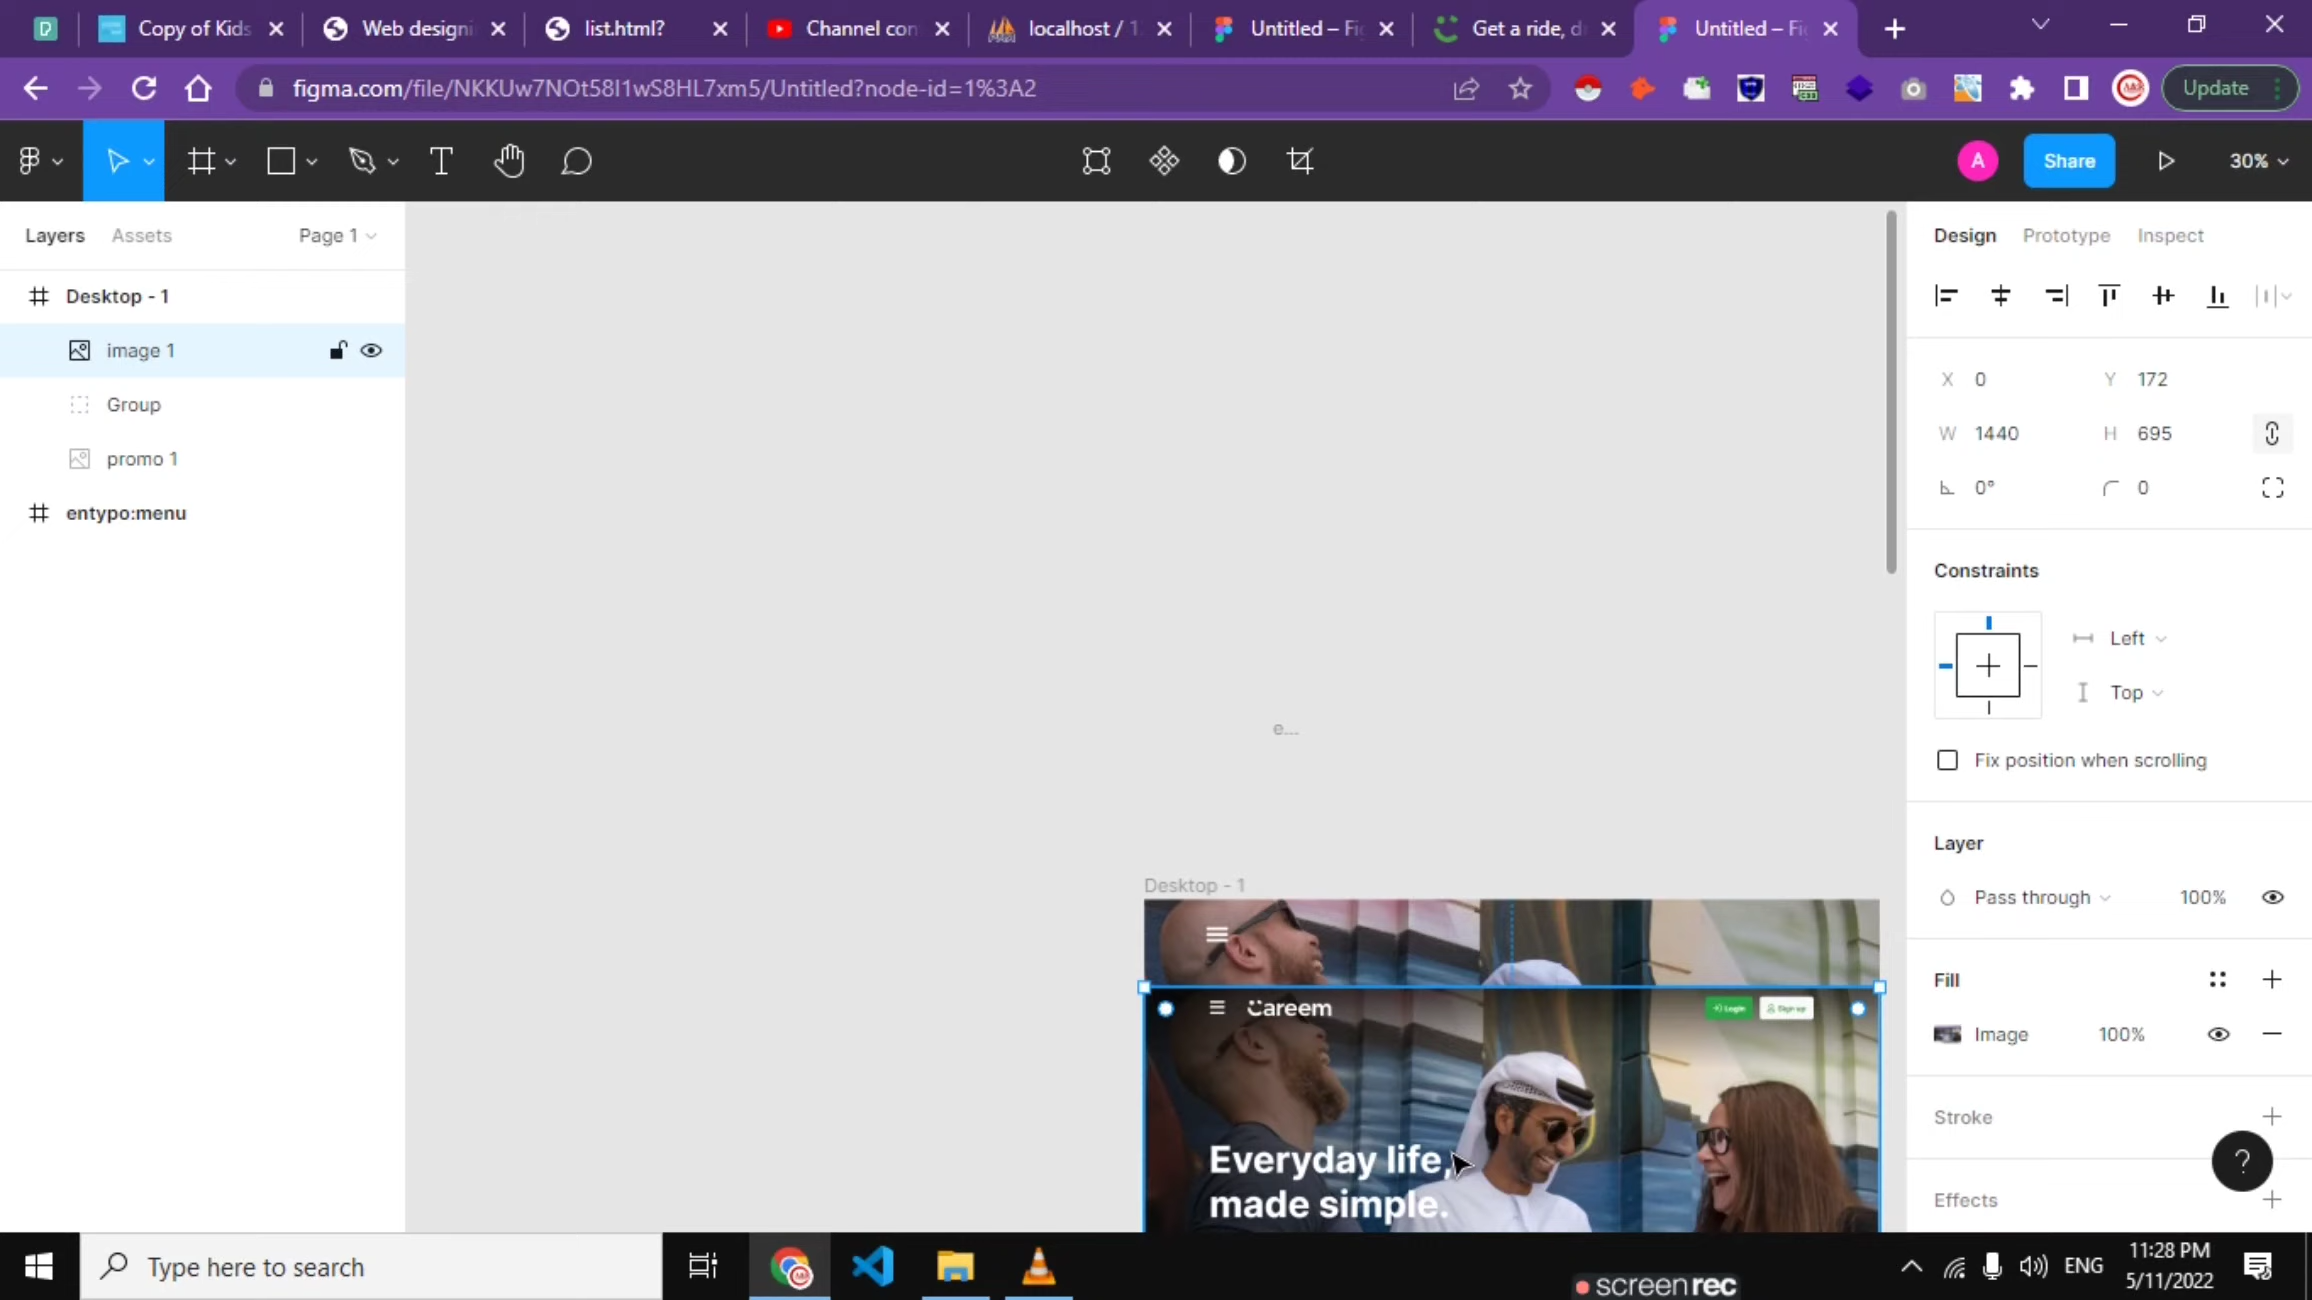 Copy of Kids
Web designi
list.html?
Channel con
localhost / 1
Untitled – Fi
Get a ride, d
Untitled – Fi
figma.com/file/NKKUw7NOt58I1wS8HL7xm5/Untitled?node-id=1%3A2
Update
A
Share
30%
Layers
Assets
Page 1
Desktop - 1
image 1
Group
promo 1
entypo:menu
e...
Desktop - 1
Careem
Login
Sign up
Everyday life,
made simple.
Design
Prototype
Inspect
X 0
Y 172
W 1440
H 695
0°
0
Constraints
Left
Top
Fix position when scrolling
Layer
Pass through
100%
Fill
Image
100%
Stroke
?
Effects
Type here to search
screenrec
ENG
11:28 PM
5/11/2022